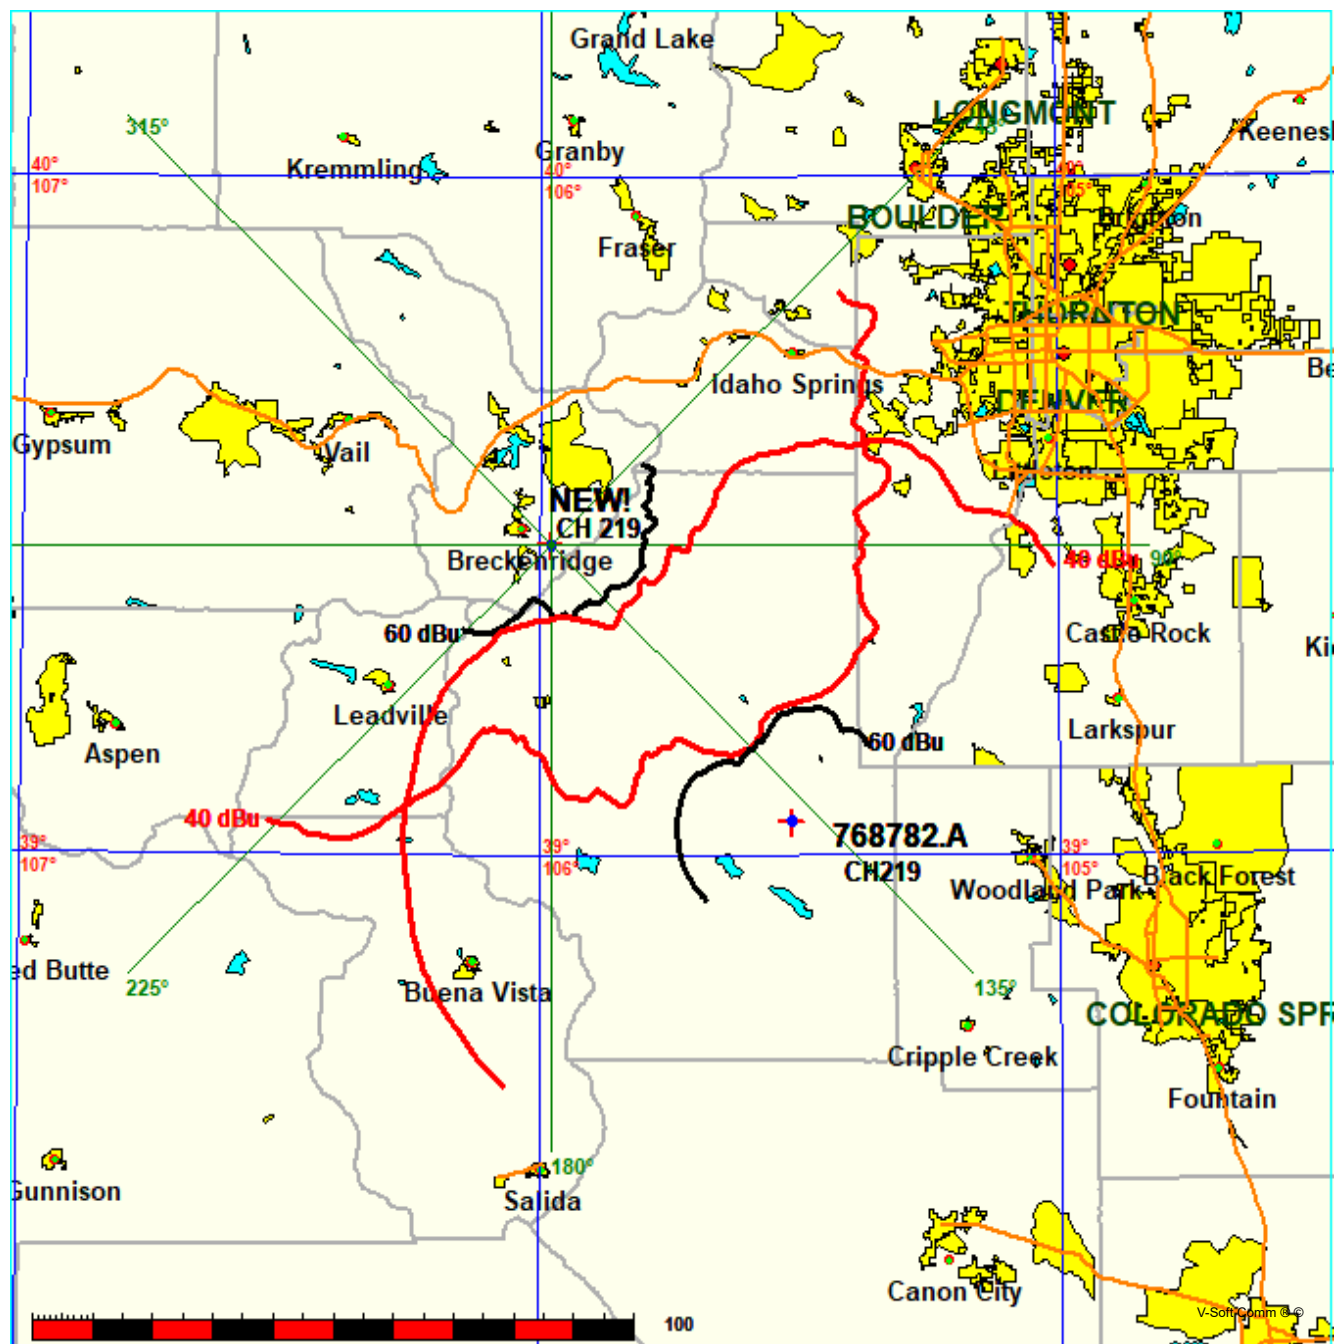 Grand Lake
LONGMONT
315°
45°
Keenes
Kremmling
Granby
40°
107°
40°
106°
40°
105°
BOULDER
Brighton
Fraser
THORNTON
Idaho Springs
Be
DENVER
Gypsum
Vail
Littleton
NEW!
CH 219
Breckenridge
40 dBu
90°
60 dBu
Castle Rock
Ki
Leadville
Aspen
Larkspur
60 dBu
40 dBu
39°
107°
39°
106°
768782.A
CH219
39°
105°
Woodland Park
Black Forest
ed Butte
225°
Buena Vista
135°
COLORADO SPR
Cripple Creek
Fountain
180°
Gunnison
Salida
Canon City
V-Soft Comm ® ©
100